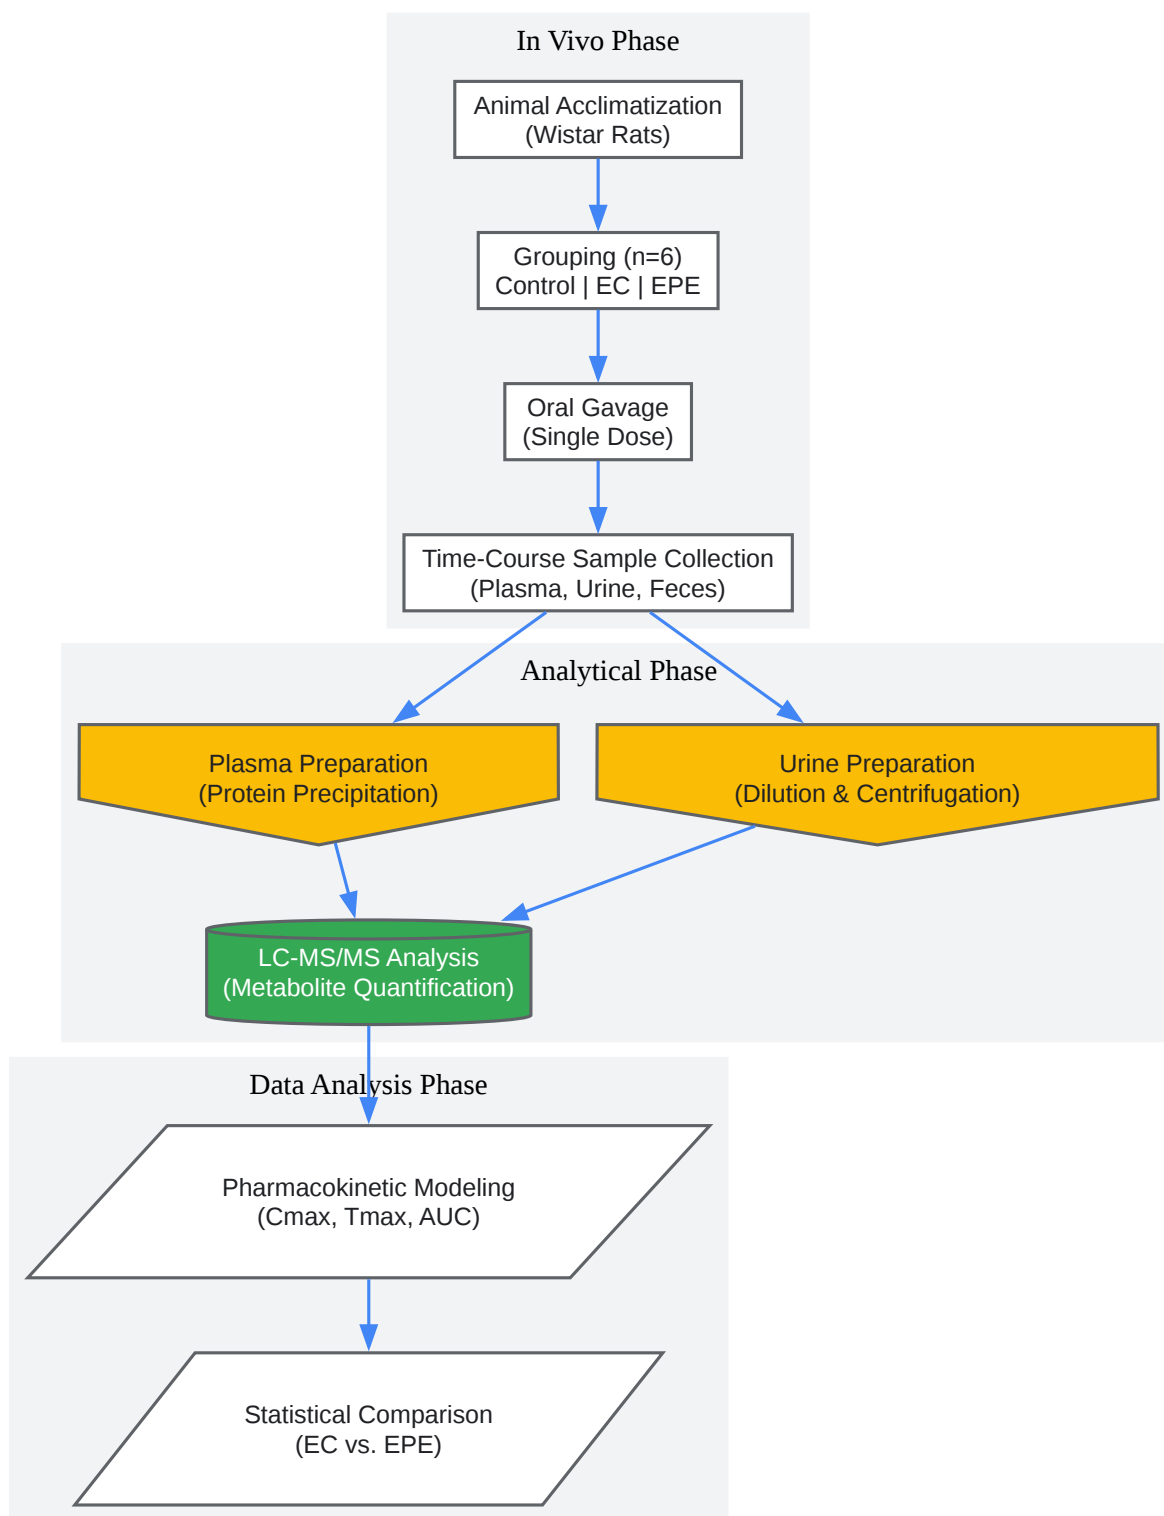 In Vivo Phase
Animal Acclimatization
(Wistar Rats)
Grouping (n=6)
Control | EC | EPE
Oral Gavage
(Single Dose)
Time-Course Sample Collection
(Plasma, Urine, Feces)
Analytical Phase
Plasma Preparation
(Protein Precipitation)
Urine Preparation
(Dilution & Centrifugation)
LC-MS/MS Analysis
(Metabolite Quantification)
Data Analysis Phase
Pharmacokinetic Modeling
(Cmax, Tmax, AUC)
Statistical Comparison
(EC vs. EPE)